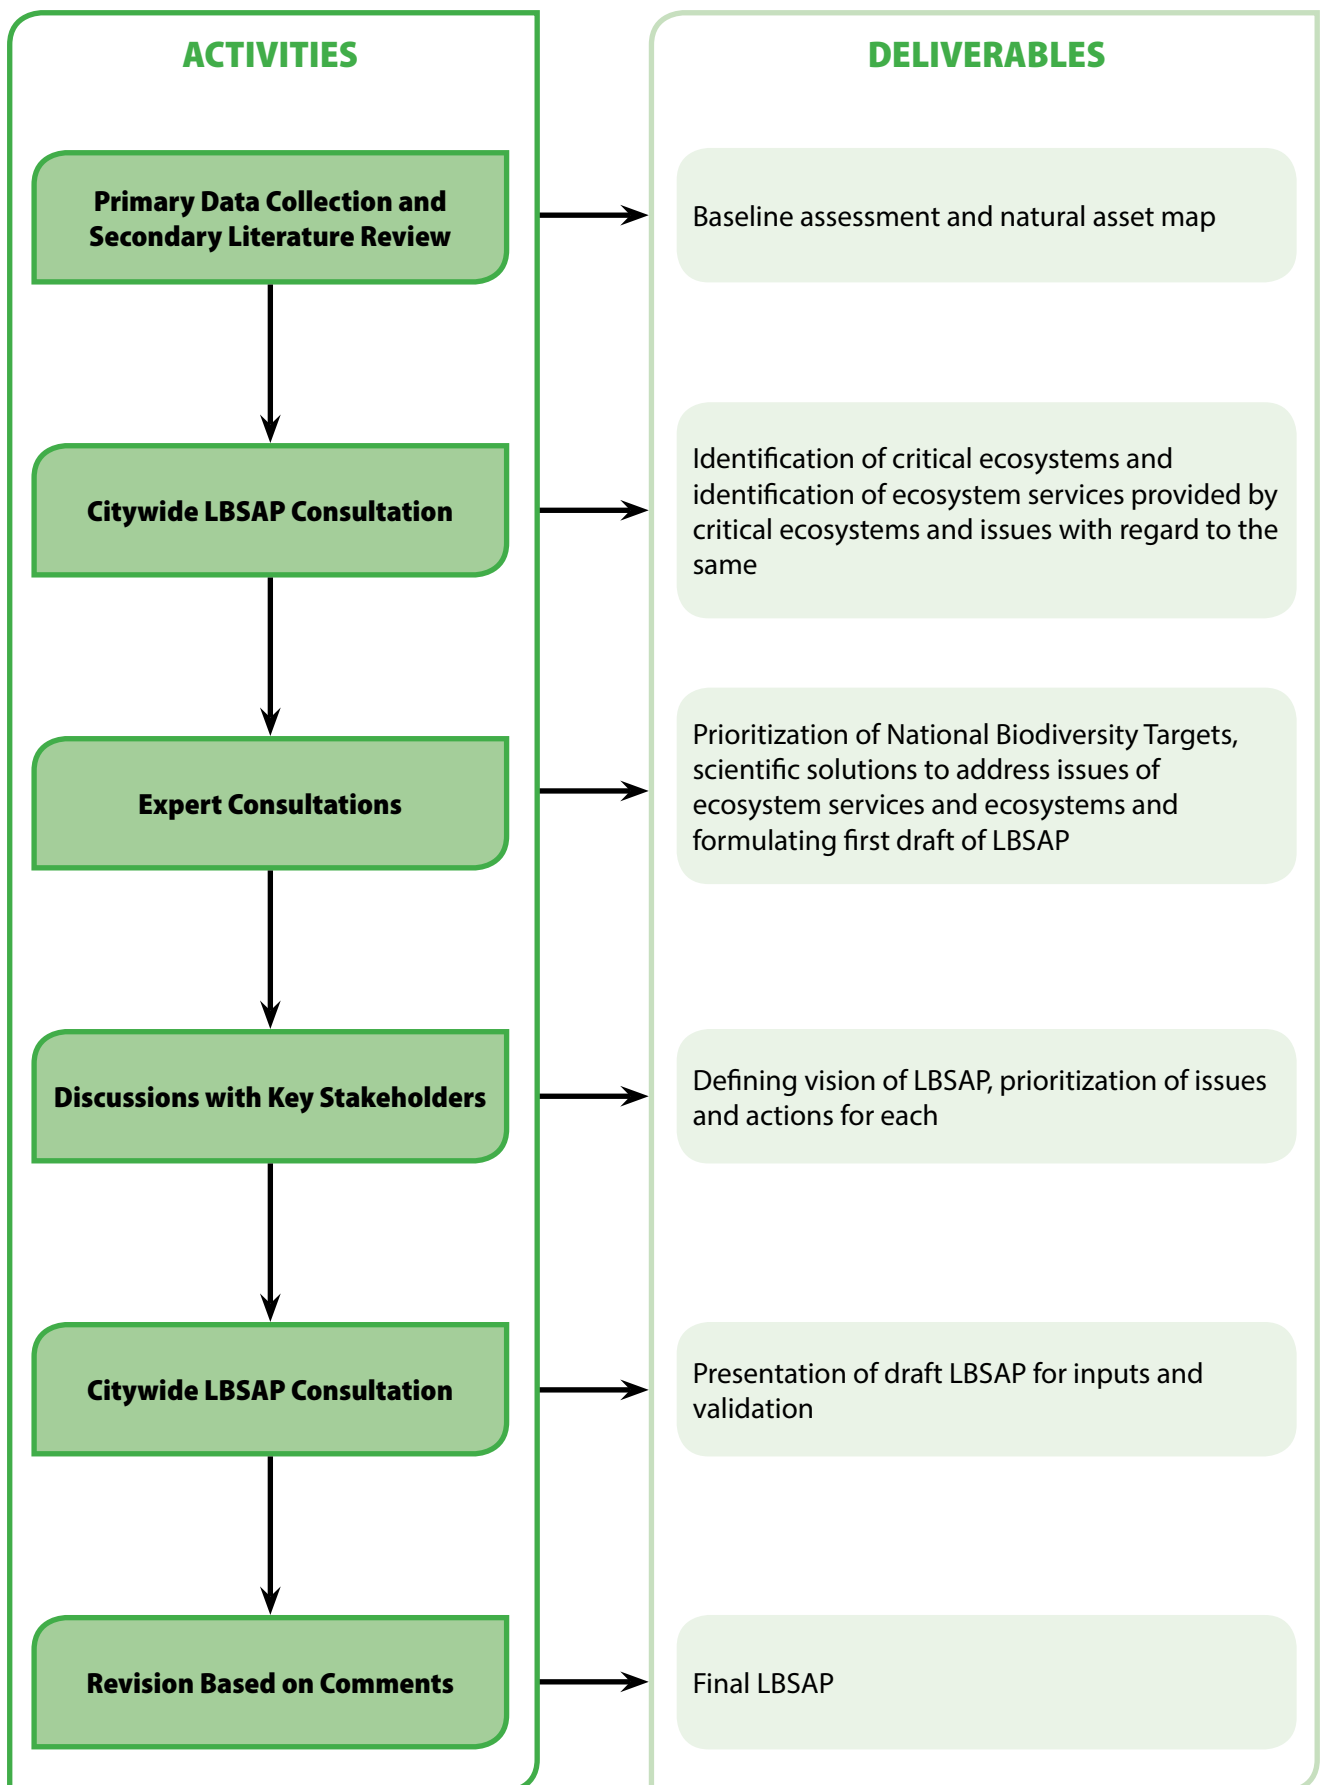 ACTIVITIES
DELIVERABLES
Primary Data Collection and
Secondary Literature Review
Baseline assessment and natural asset map
Citywide LBSAP Consultation
Identification of critical ecosystems and
identification of ecosystem services provided by
critical ecosystems and issues with regard to the
same
Expert Consultations
Prioritization of National Biodiversity Targets,
scientific solutions to address issues of
ecosystem services and ecosystems and
formulating first draft of LBSAP
Discussions with Key Stakeholders
Defining vision of LBSAP, prioritization of issues
and actions for each
Citywide LBSAP Consultation
Presentation of draft LBSAP for inputs and
validation
Revision Based on Comments
Final LBSAP